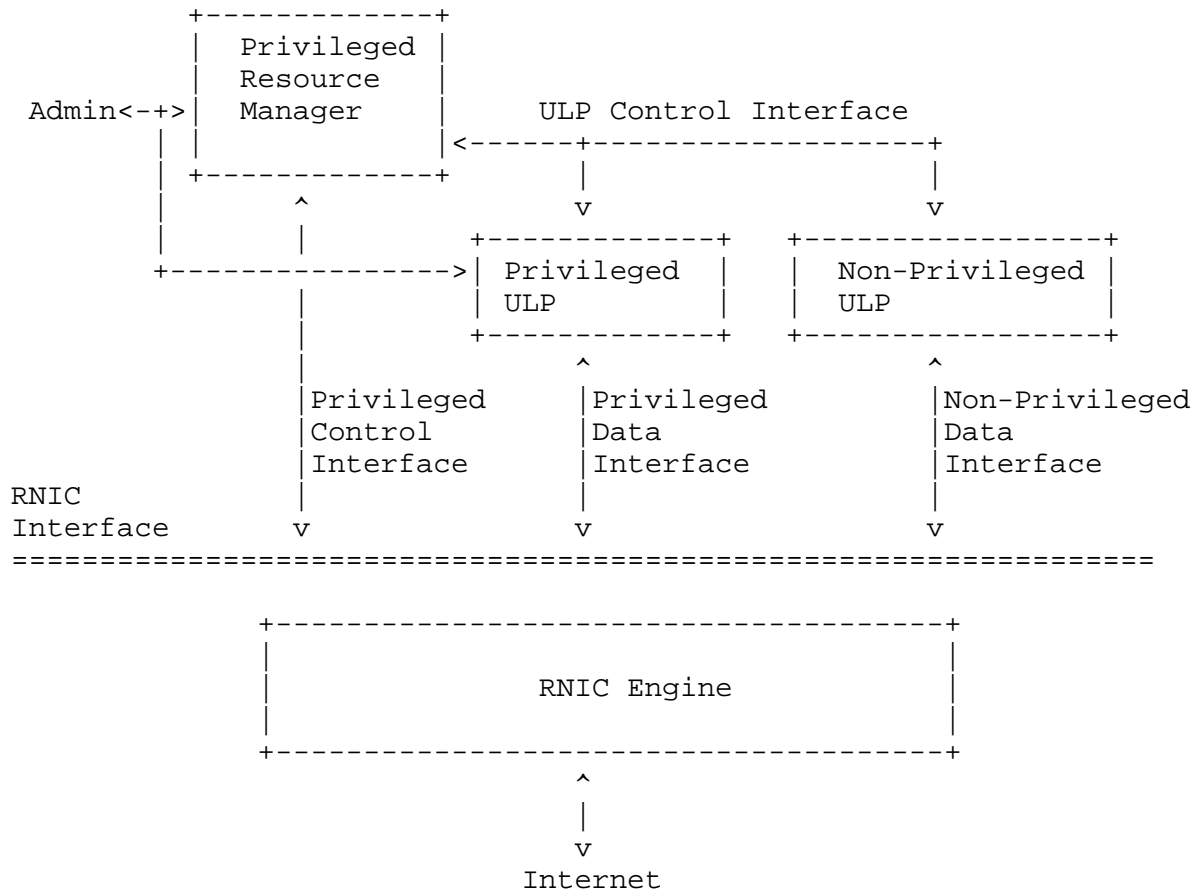 Privileged
Resource
Admin<-+> Manager ULP Control Interface
Privileged Non-Privileged
ULP ULP
Privileged Privileged Non-Privileged
Control Data Data
Interface Interface Interface
RNIC
Interface
RNIC Engine
Internet